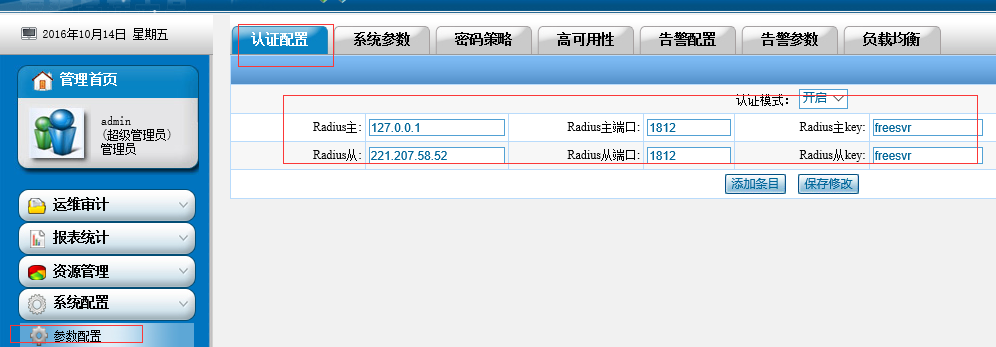 2016年10月14日 星期五
管理首页
admin
(超级管理员)
管理员
运维审计
报表统计
资源管理
系统配置
参数配置
认证配置 系统参数 密码策略 高可用性 告警配置 告警参数 负载均衡
认证模式: 开启
Radius主: 127.0.0.1 Radius主端口: 1812 Radius主key: freesvr
Radius从: 221.207.58.52 Radius从端口: 1812 Radius从key: freesvr
添加条目 保存修改